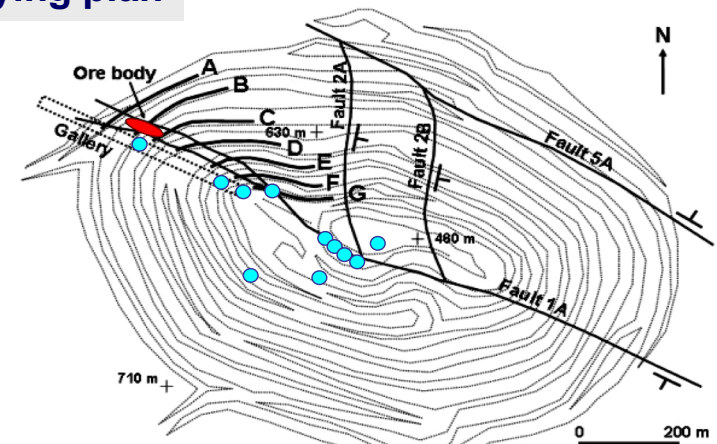 ying plan
N
Ore body
A
B
C
630 m
D
E
F
G
Gallery
Fault 2A
Fault 2B
Fault 5A
460 m
Fault 1A
710 m
0 200 m